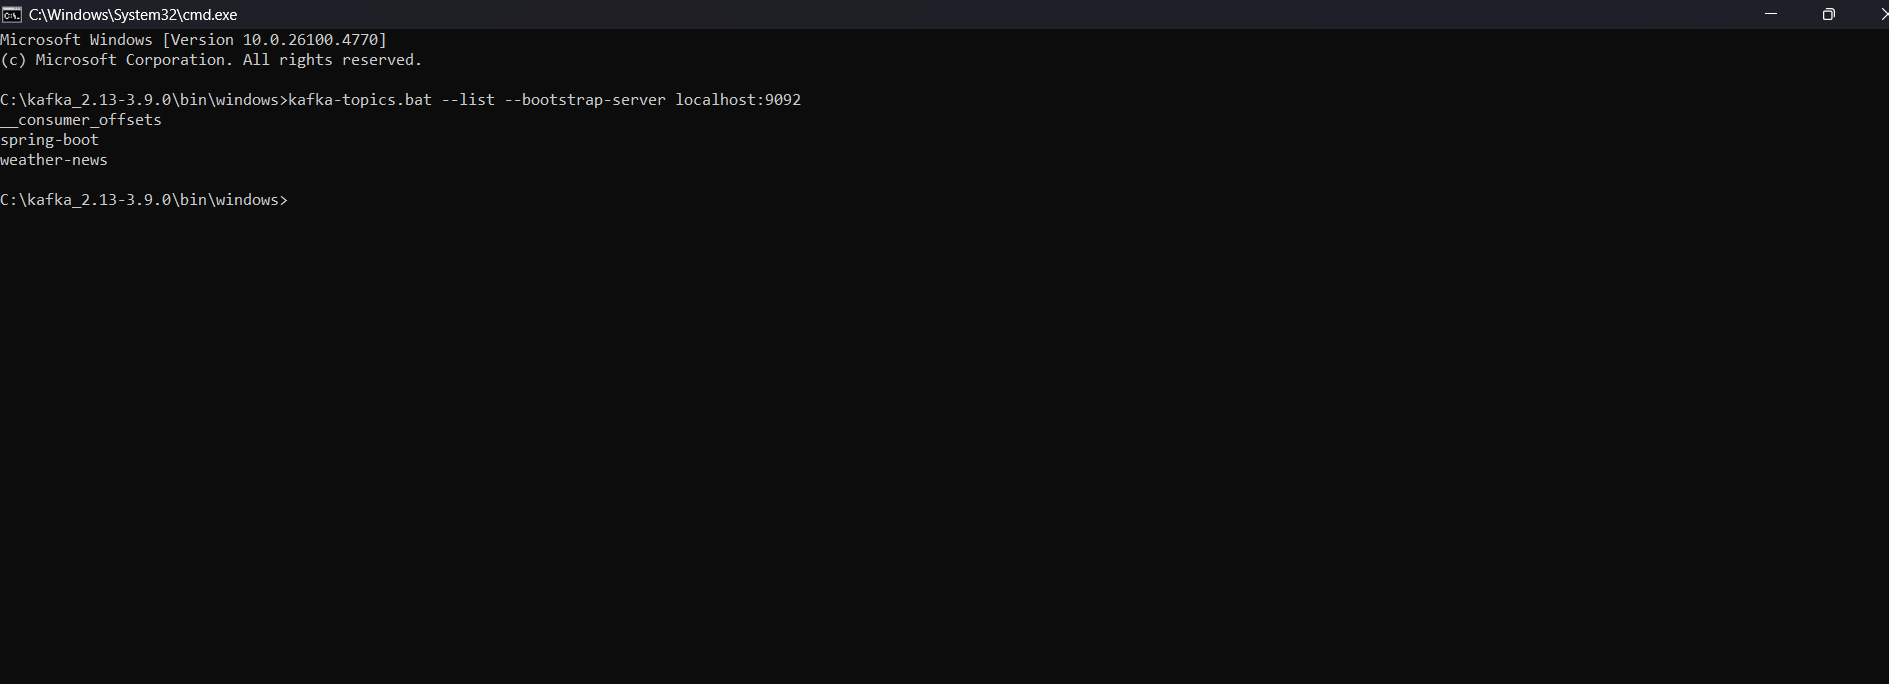 C:\Windows\System32\cmd.exe
Microsoft Windows [Version 10.0.26100.4770]
(c) Microsoft Corporation. All rights reserved.
C:\kafka_2.13-3.9.0\bin\windows>kafka-topics.bat --list --bootstrap-server localhost:9092
__consumer_offsets
spring-boot
weather-news
C:\kafka_2.13-3.9.0\bin\windows>